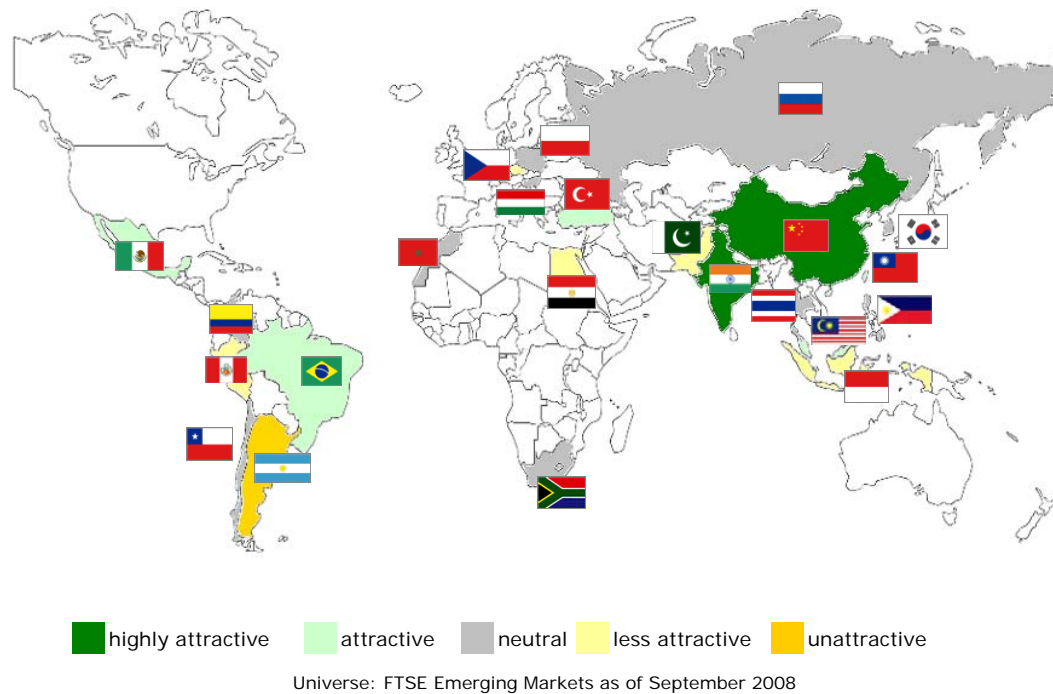 highly attractive attractive neutral less attractive unattractive
Universe: FTSE Emerging Markets as of September 2008